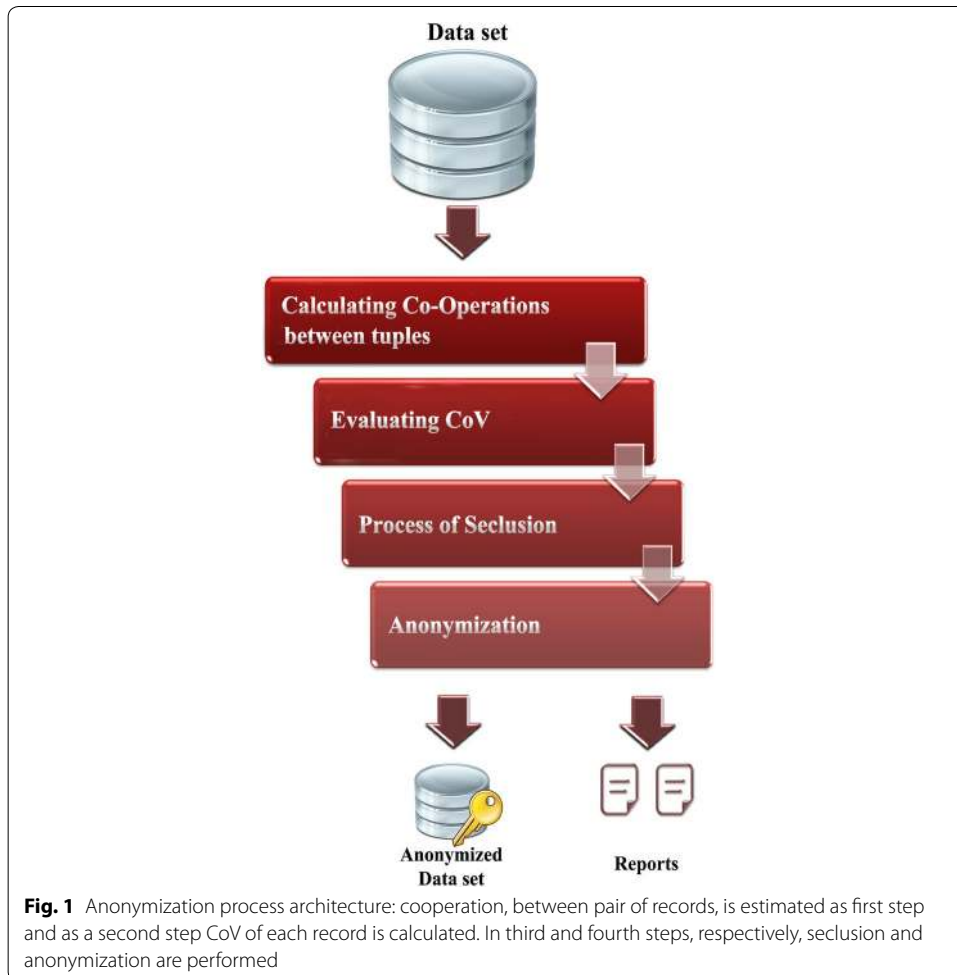 Data set
Calculating Co-Operations
between tuples
Evaluating CoV
Process of Seclusion
Anonymization
Anonymized
Data set
Reports
Fig. 1 Anonymization process architecture: cooperation, between pair of records, is estimated as first step
and as a second step CoV of each record is calculated. In third and fourth steps, respectively, seclusion and
anonymization are performed